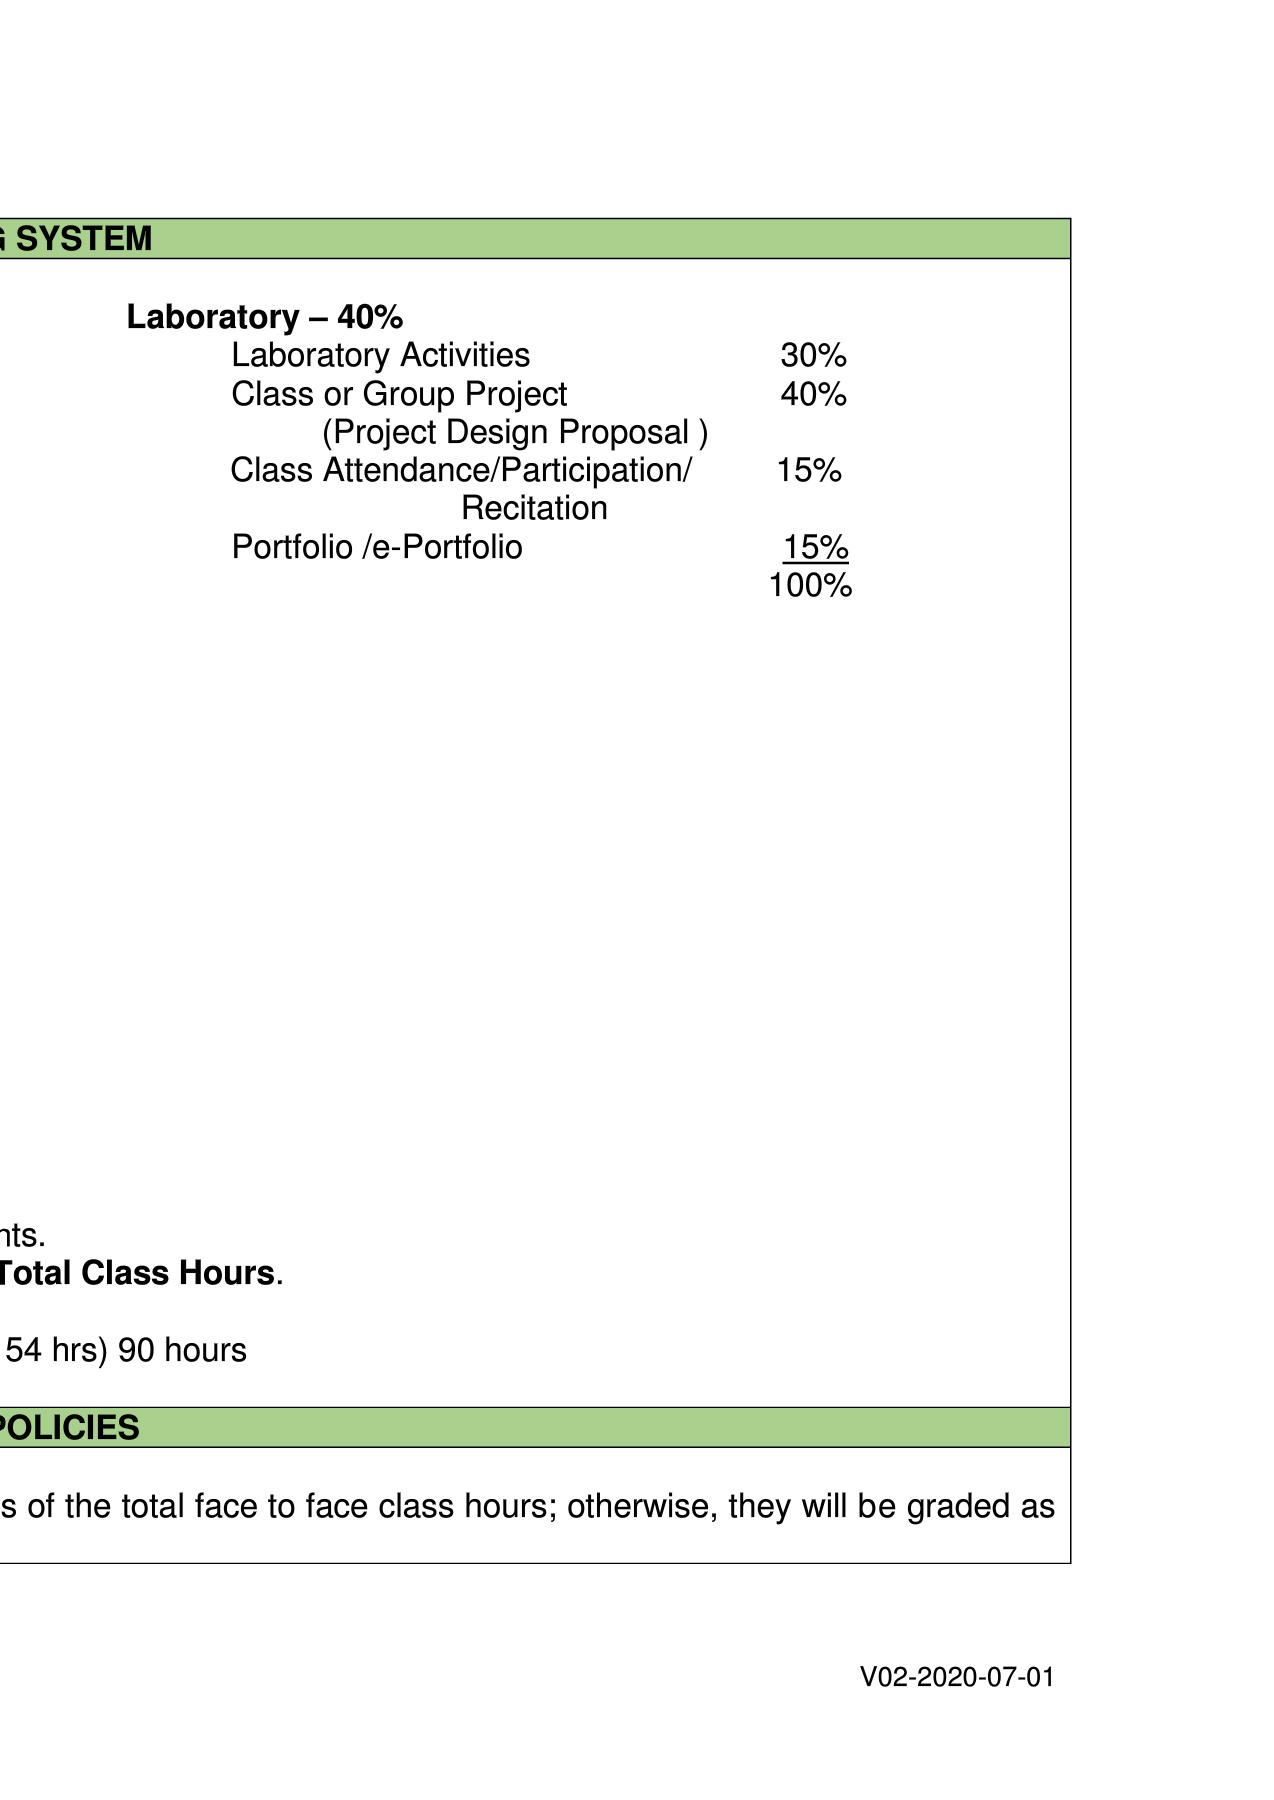 SYSTEM
Laboratory – 40%
Laboratory Activities 30%
Class or Group Project 40%
(Project Design Proposal )
Class Attendance/Participation/ 15%
Recitation
Portfolio /e-Portfolio 15%
100%
nts.
Total Class Hours.
54 hrs) 90 hours
POLICIES
s of the total face to face class hours; otherwise, they will be graded as
V02-2020-07-01